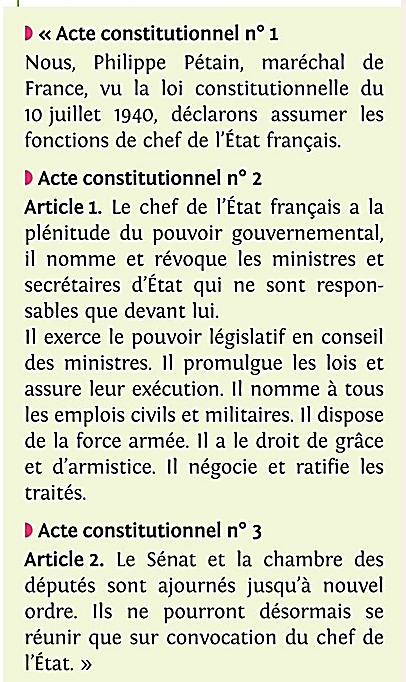 « Acte constitutionnel n° 1
Nous, Philippe Pétain, maréchal de
France, vu la loi constitutionnelle du
10 juillet 1940, déclarons assumer les
fonctions de chef de l'État français.
Acte constitutionnel n° 2
Article 1. Le chef de l'État français a la
plénitude du pouvoir gouvernemental,
il nomme et révoque les ministres et
secrétaires d'État qui ne sont respon-
sables que devant lui.
Il exerce le pouvoir législatif en conseil
des ministres. Il promulgue les lois et
assure leur exécution. Il nomme à tous
les emplois civils et militaires. Il dispose
de la force armée. Il a le droit de grâce
et d'armistice. Il négocie et ratifie les
traités.
Acte constitutionnel n° 3
Article 2. Le Sénat et la chambre des
députés sont ajournés jusqu'à nouvel
ordre. Ils ne pourront désormais se
réunir que sur convocation du chef de
l'État. »